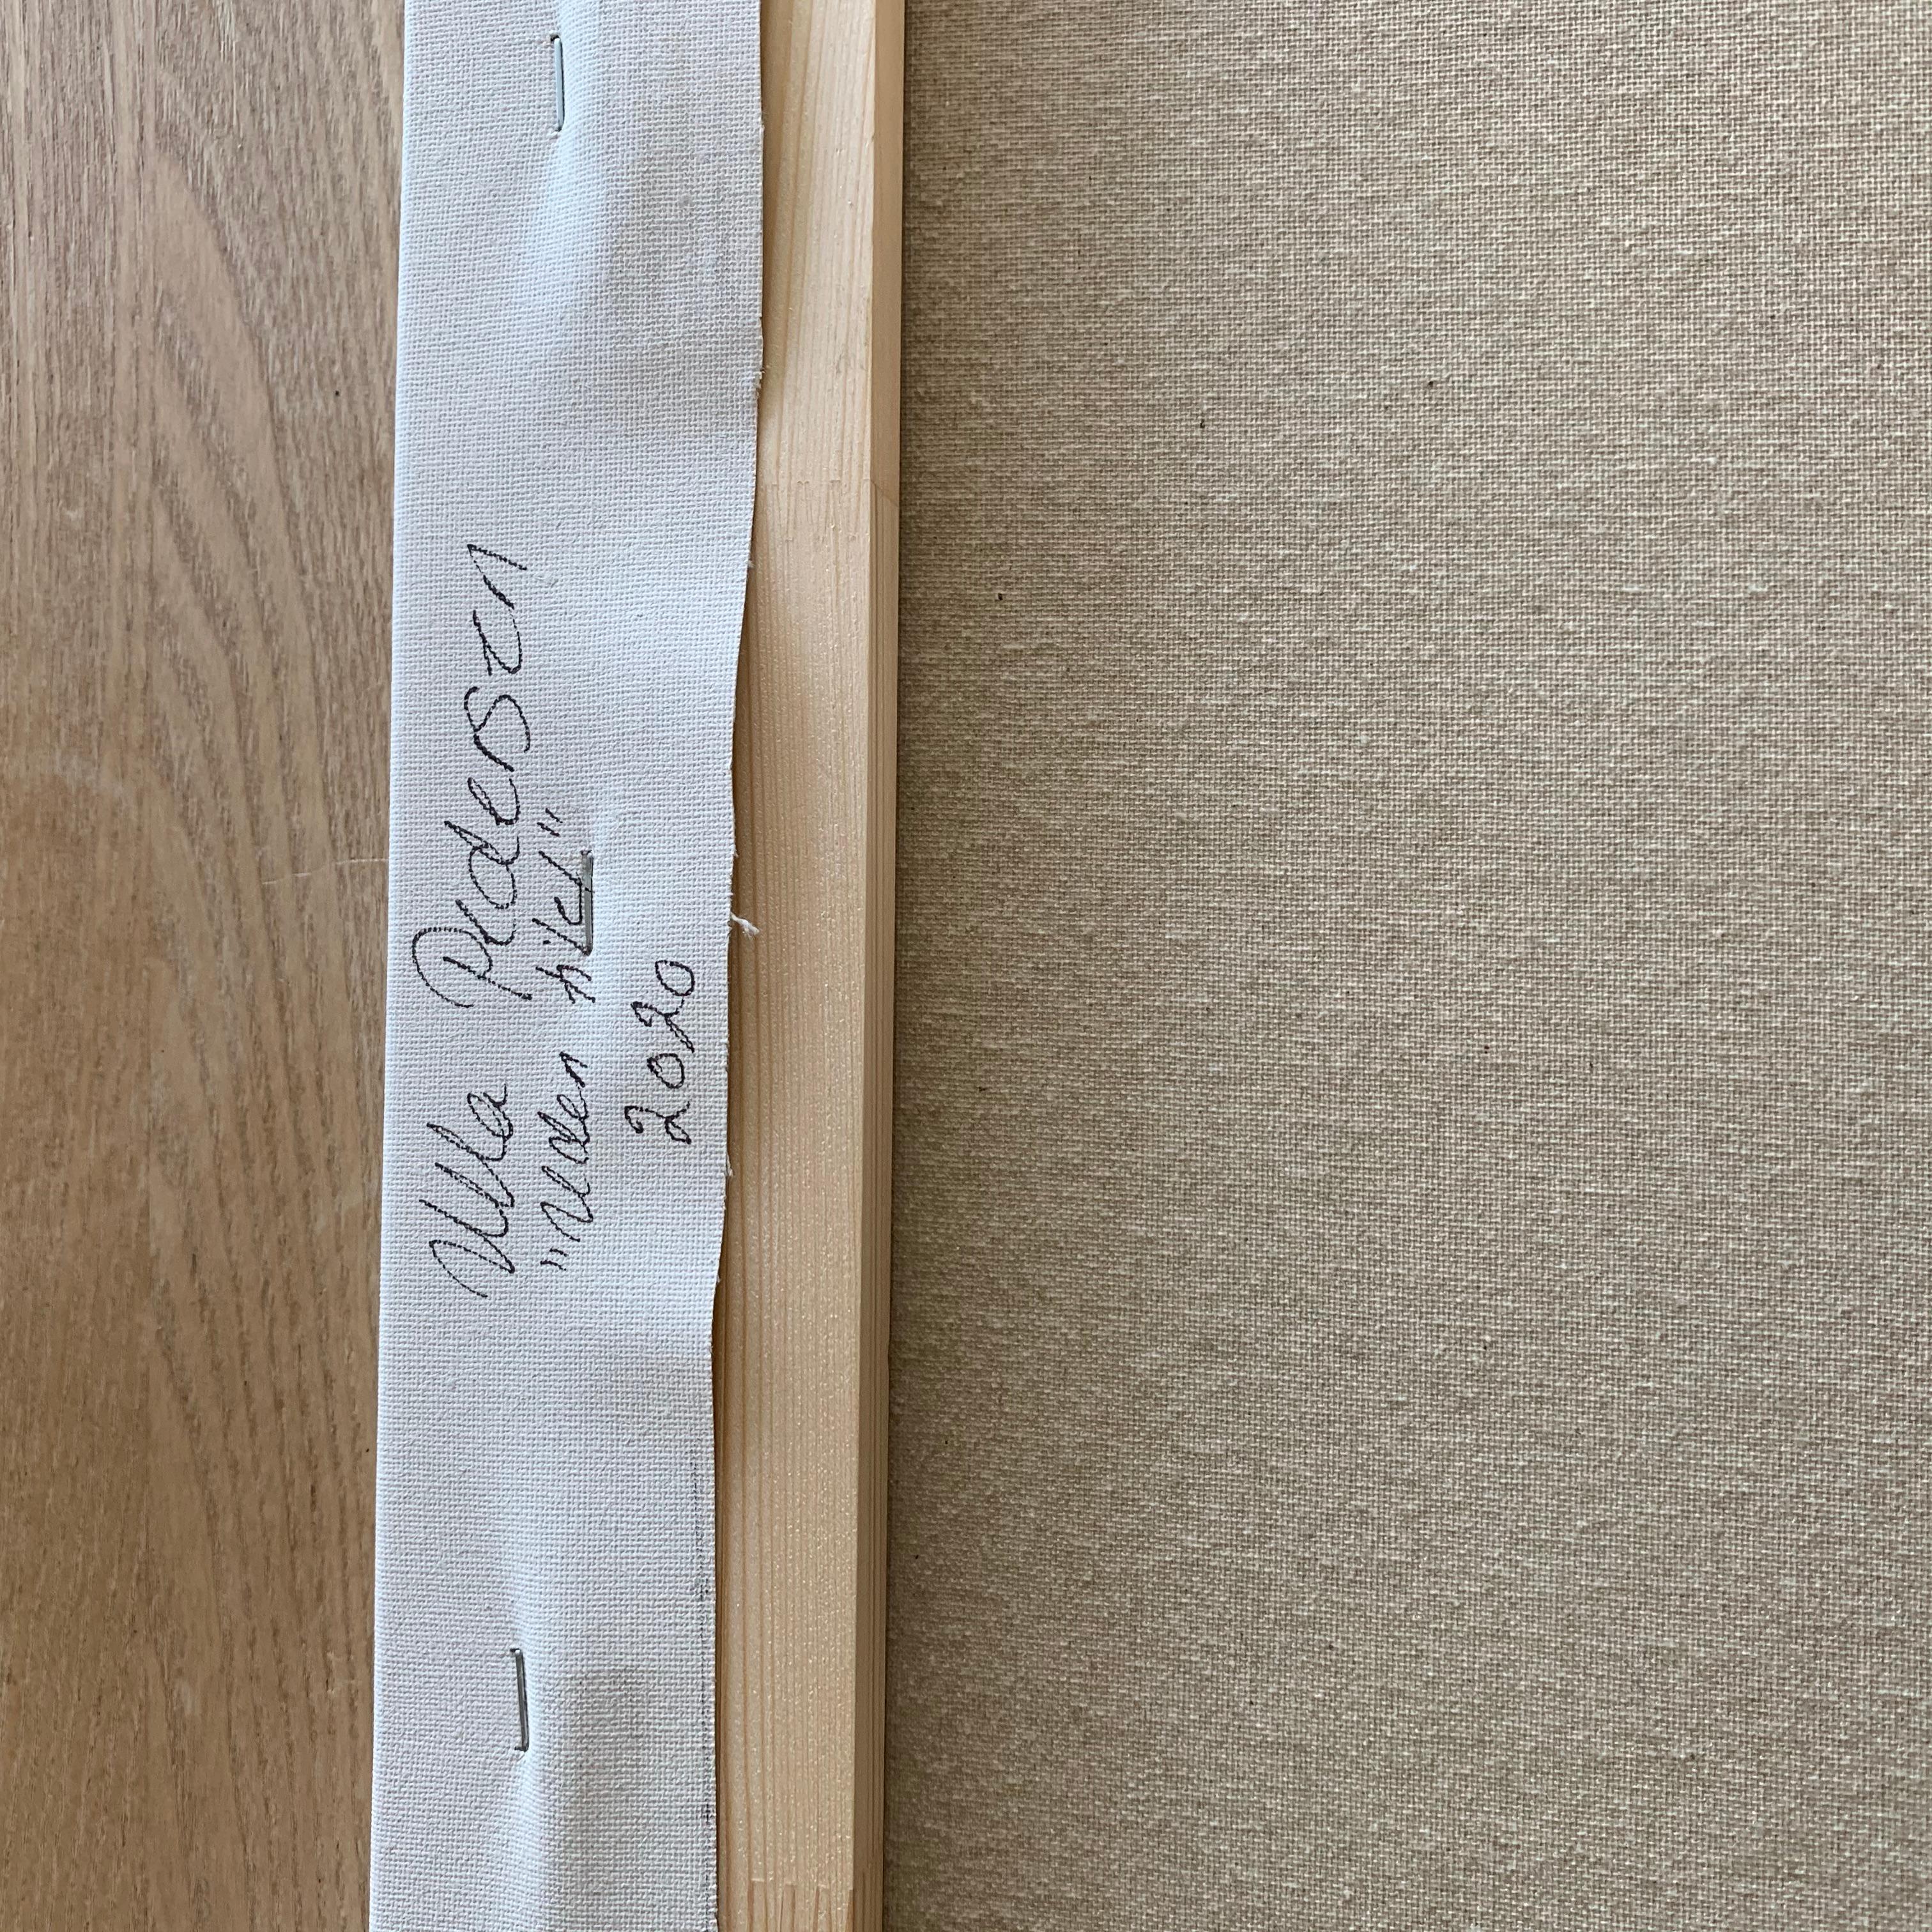 Ulla Pedersen
"Uden titel"
2020